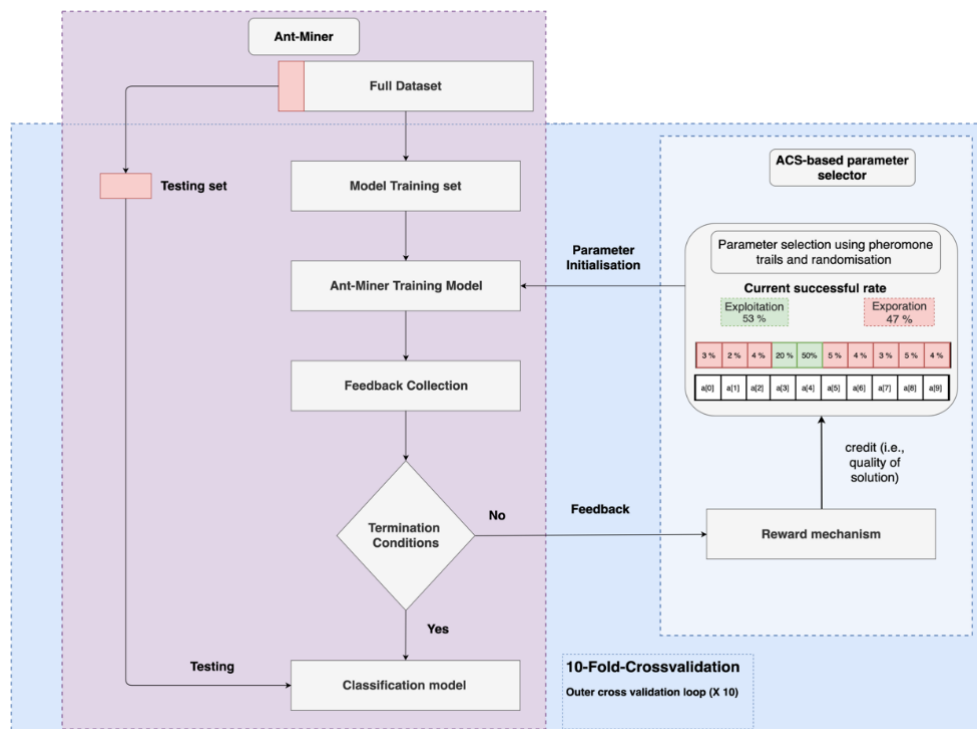 Ant-Miner
Full Dataset
Testing set
Model Training set
Ant-Miner Training Model
Feedback Collection
Termination
Conditions
No
Yes
Testing
Classification model
Parameter
Initialisation
Feedback
ACS-based parameter
selector
Parameter selection using pheromone
trails and randomisation
Current successful rate
Exploitation
53 %
Exporation
47 %
3 % 2 % 4 % 20 % 50% 5 % 4 % 3 % 5 % 4 %
a[0] a[1] a[2] a[3] a[4] a[5] a[6] a[7] a[8] a[9]
credit (i.e.,
quality of
solution)
Reward mechanism
10-Fold-Crossvalidation
Outer cross validation loop (X 10)